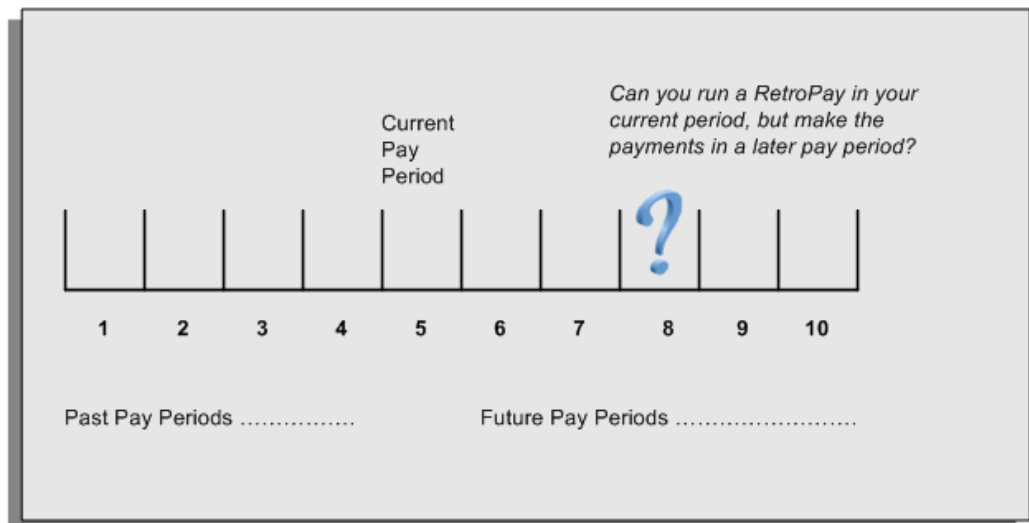 Can you run a RetroPay in your
current period, but make the
payments in a later pay period?
Current
Pay
Period
?
1 2 3 4 5 6 7 8 9 10
Past Pay Periods ................
Future Pay Periods .........................